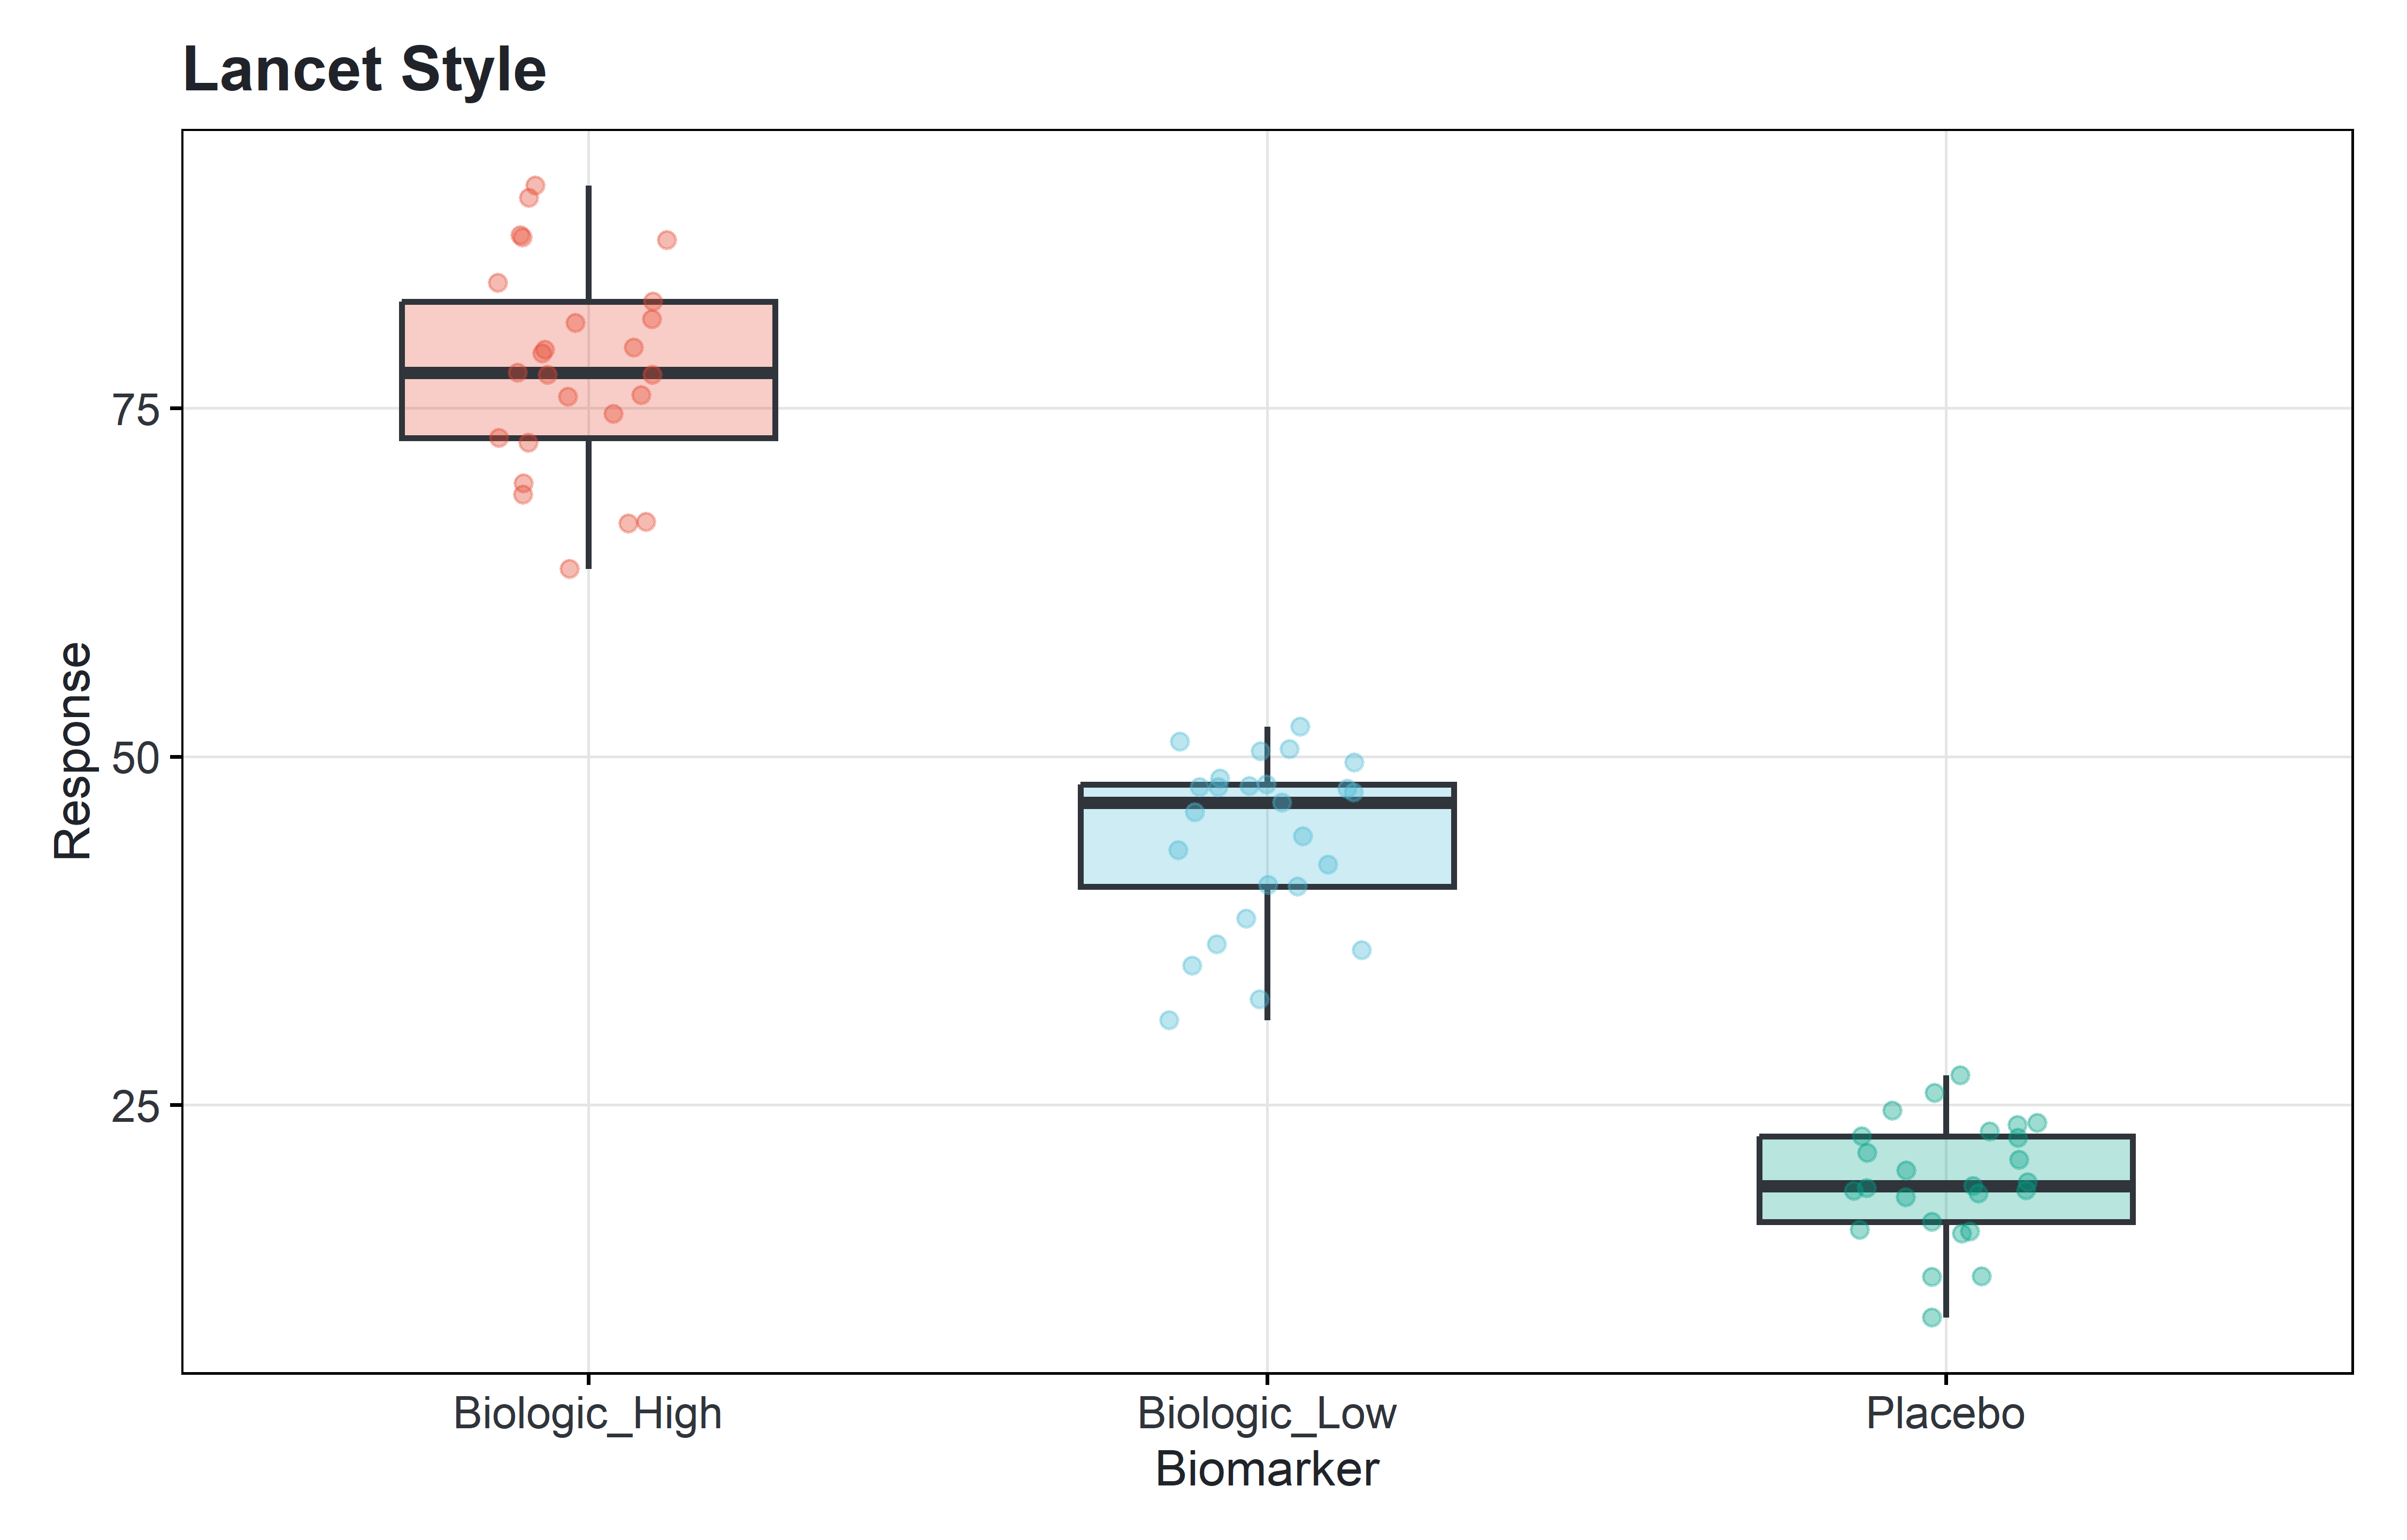 Lancet Style
Response
75
50
25
Biologic_High
Biologic_Low
Placebo
Biomarker